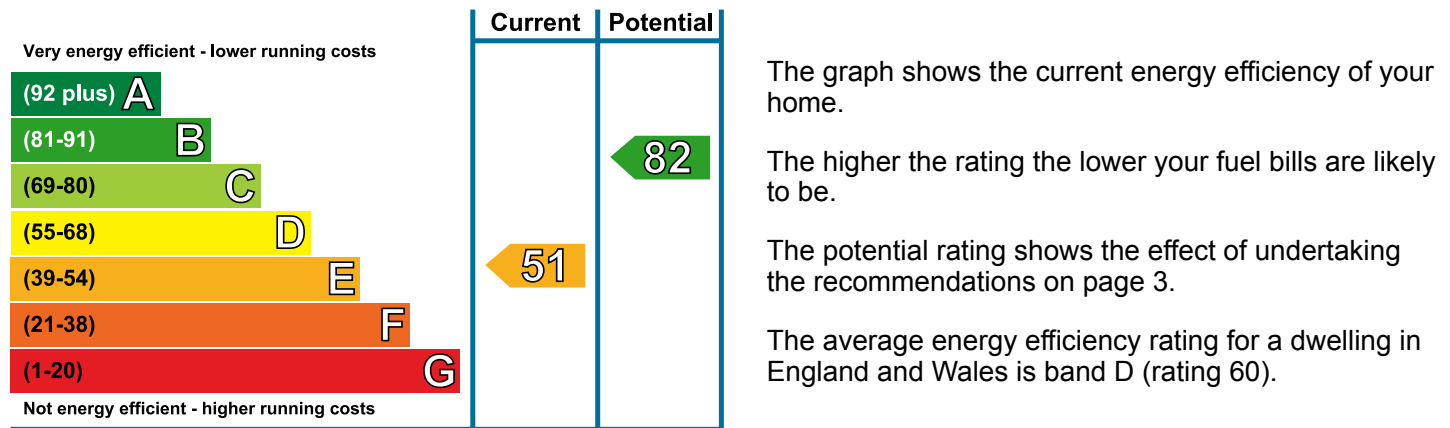 Current Potential
Very energy efficient - lower running costs
(92 plus) A
(81-91) B
82
(69-80) C
(55-68) D
51
(39-54) E
(21-38) F
(1-20) G
Not energy efficient - higher running costs
The graph shows the current energy efficiency of your
home.
The higher the rating the lower your fuel bills are likely
to be.
The potential rating shows the effect of undertaking
the recommendations on page 3.
The average energy efficiency rating for a dwelling in
England and Wales is band D (rating 60).